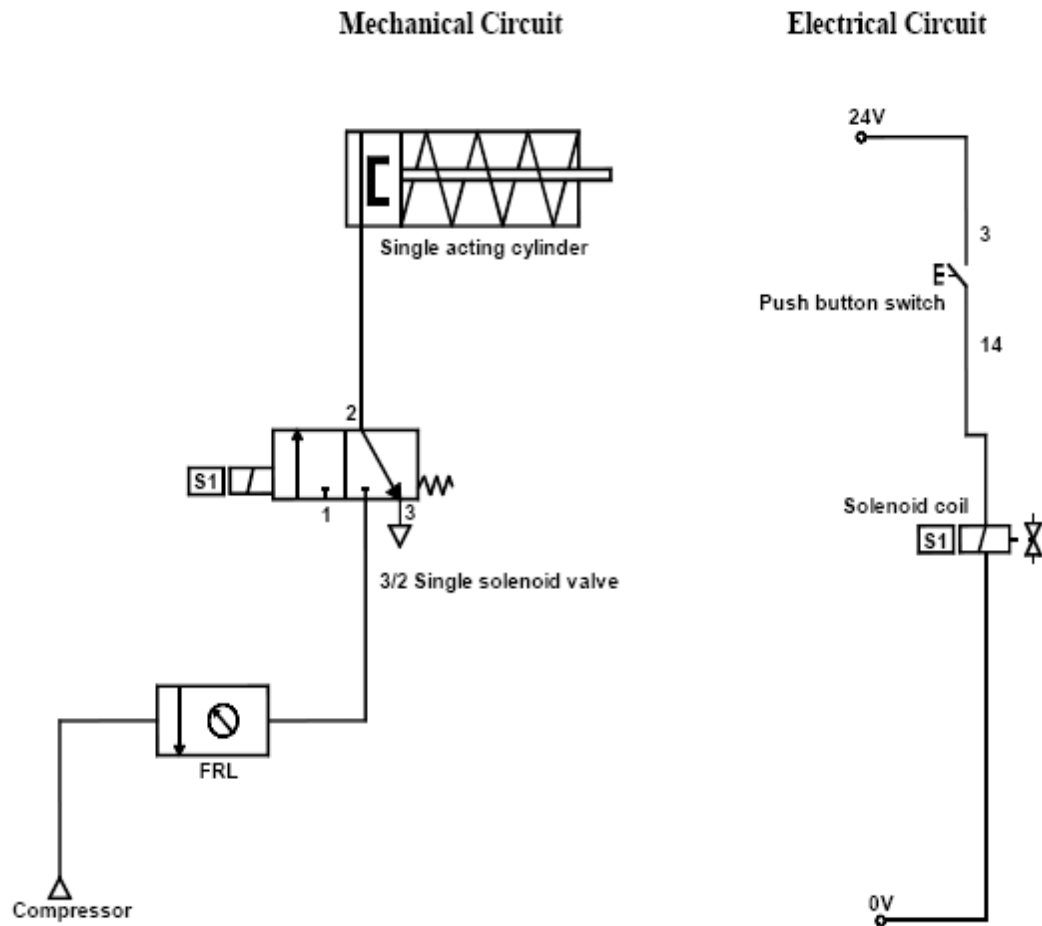 Mechanical Circuit
Electrical Circuit
24V
Single acting cylinder
3
E
Push button switch
14
2
S1
1
3
Solenoid coil
S1
3/2 Single solenoid valve
FRL
Compressor
0V